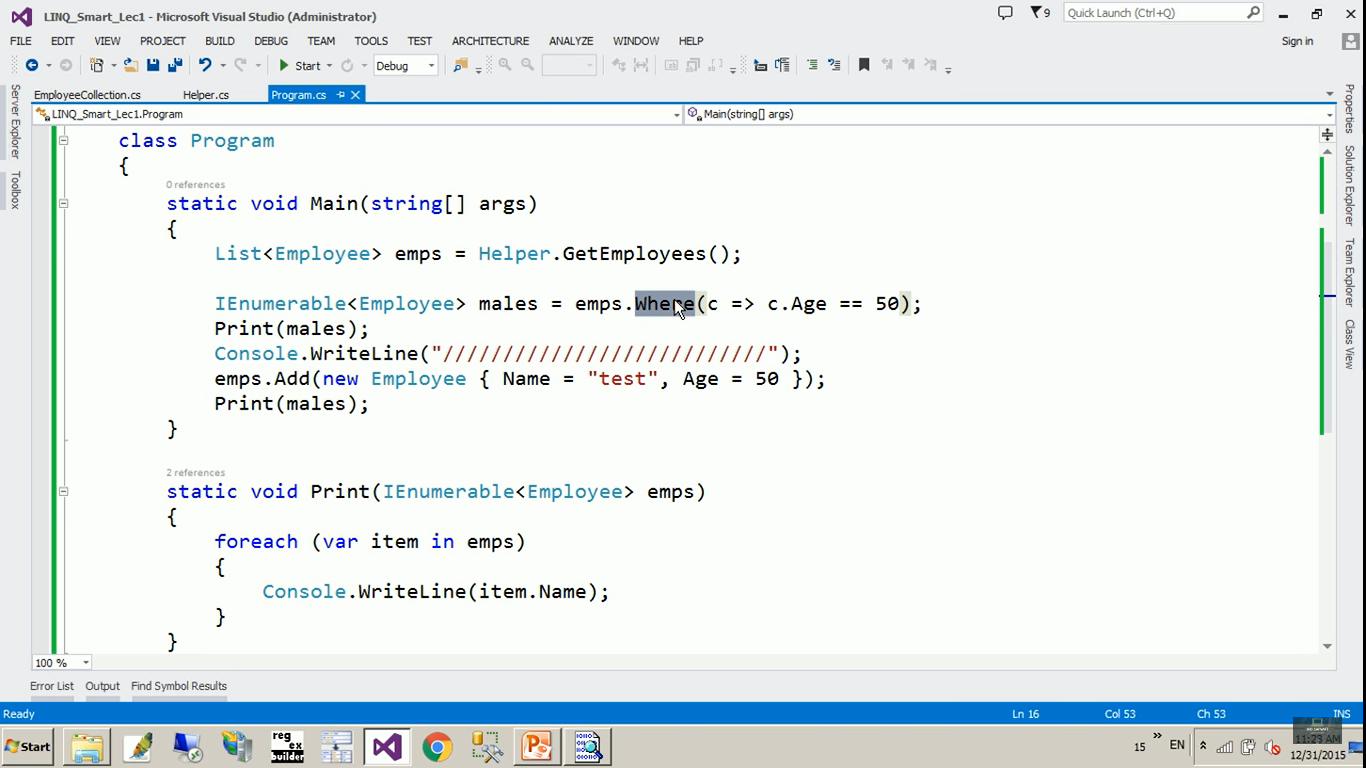 LINQ_Smart_Lec1 - Microsoft Visual Studio (Administrator)
9
Quick Launch (Ctrl+Q)
FILE EDIT VIEW PROJECT BUILD DEBUG TEAM TOOLS TEST ARCHITECTURE ANALYZE WINDOW HELP
Sign in
Start
Debug
Server Explorer
Toolbox
EmployeeCollection.cs Helper.cs Program.cs
LINQ_Smart_Lec1.Program
Main(string[] args)
class Program
{
0 references
static void Main(string[] args)
{
List<Employee> emps = Helper.GetEmployees();
IEnumerable<Employee> males = emps.Where(c => c.Age == 50);
Print(males);
Console.WriteLine("///////////////////////////");
emps.Add(new Employee { Name = "test", Age = 50 });
Print(males);
}
2 references
static void Print(IEnumerable<Employee> emps)
{
foreach (var item in emps)
{
Console.WriteLine(item.Name);
}
}
Properties
Solution Explorer
Team Explorer
Class View
100 %
Error List Output Find Symbol Results
Ready
Ln 16 Col 53 Ch 53 INS
Start
regex builder
15
EN
11:23 AM
12/31/2015